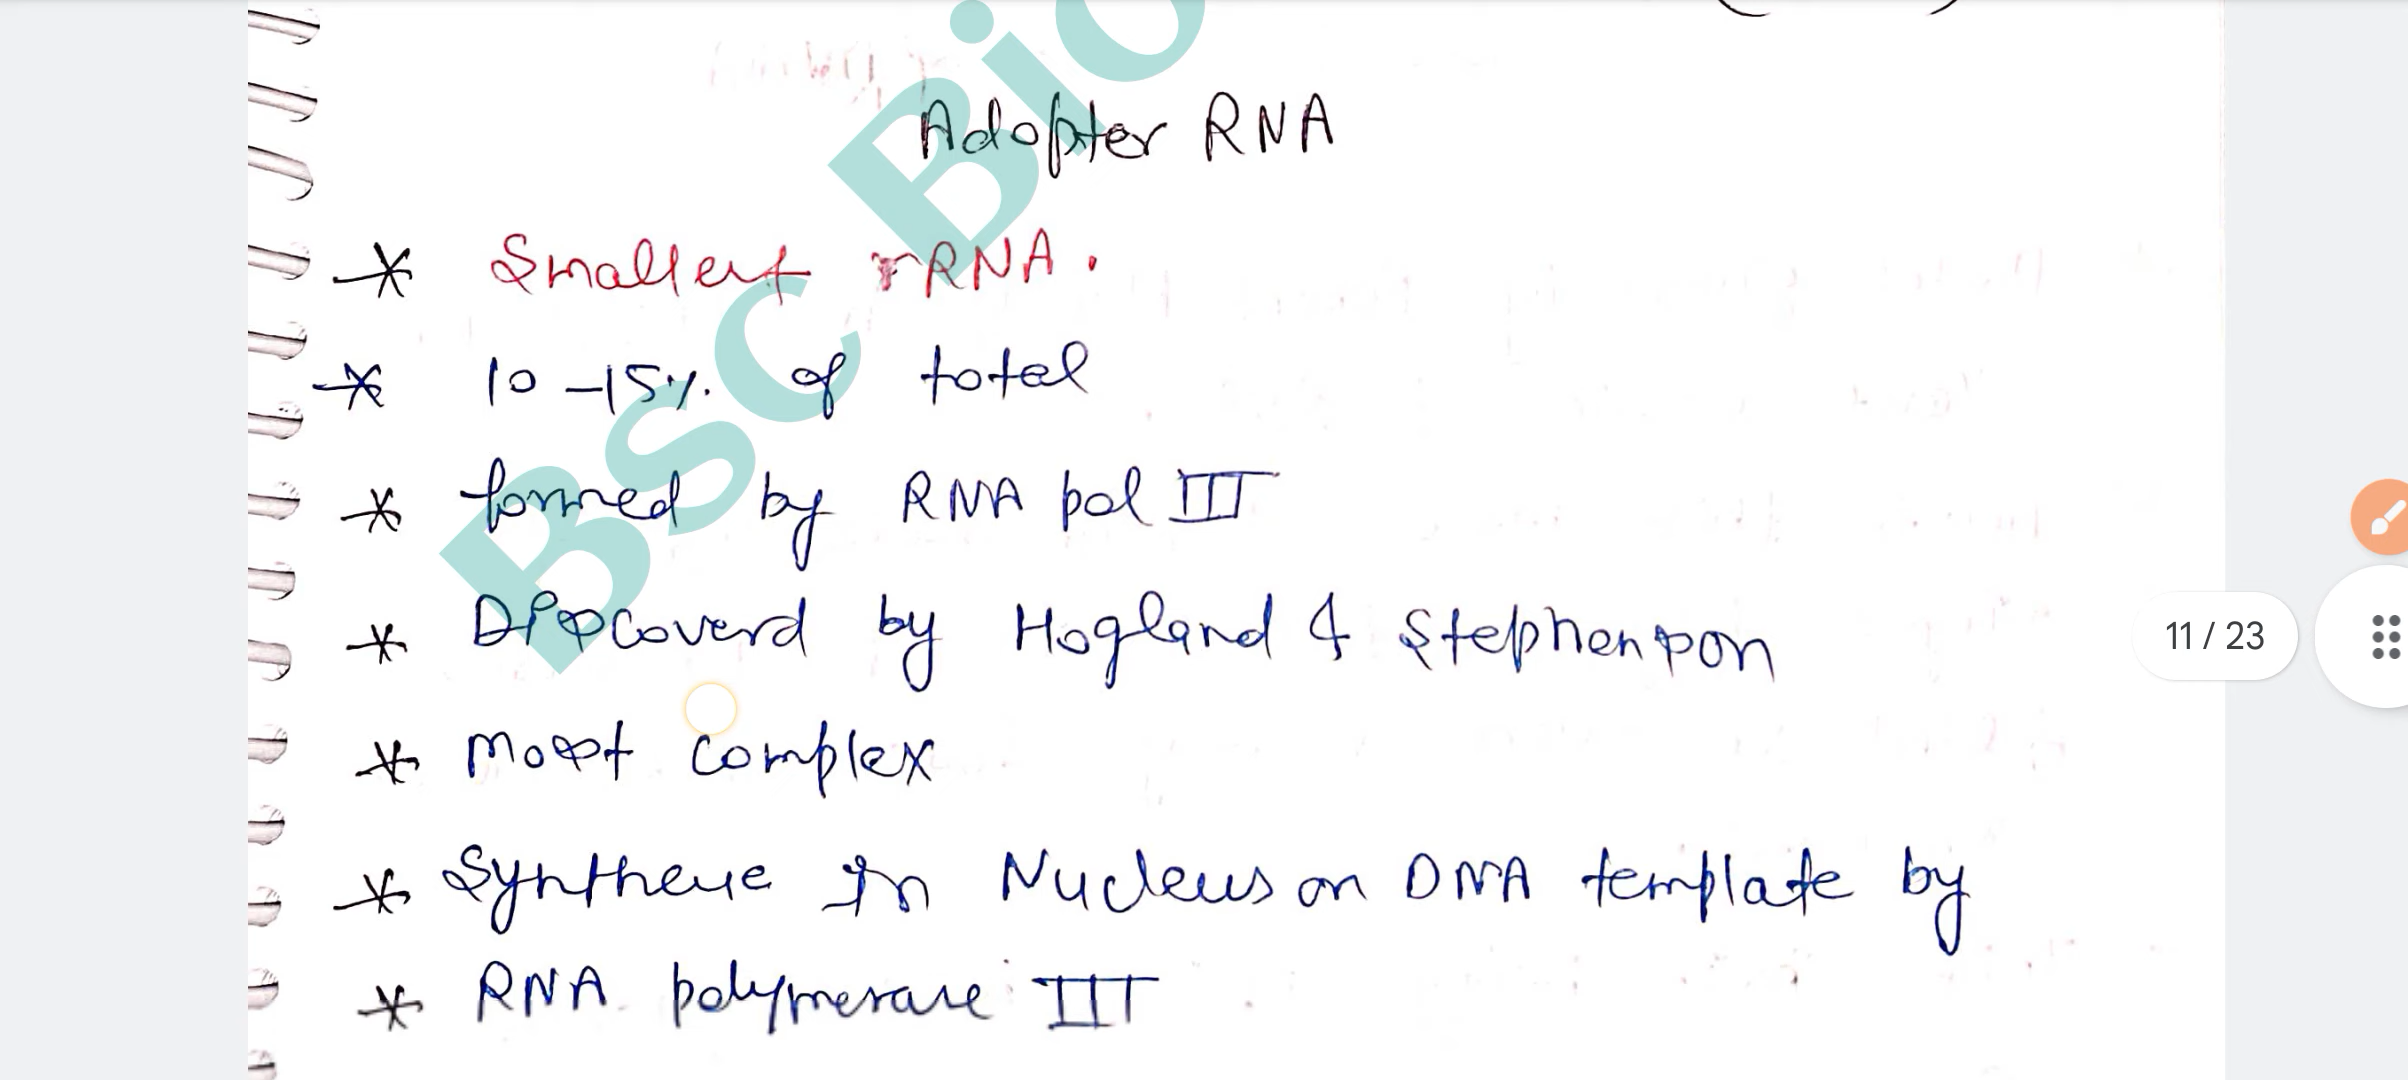 Adopter RNA
* Smallest rRNA.
* 10-15% of total
* formed by RNA pol III
* Discoverd by Hogland & Stephenson
* most complex
* Synthese In Nucleus on DNA template by
* RNA polymerase III
BSc Bio
11 / 23